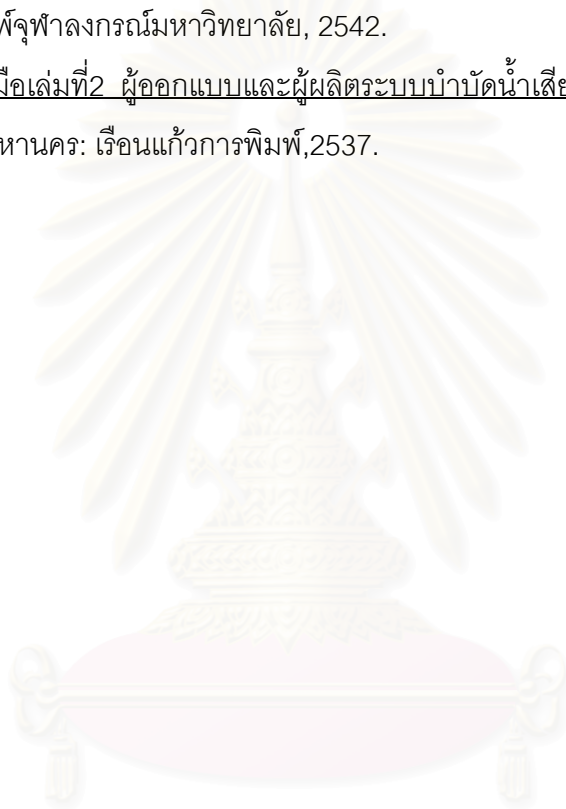 พ์จุฬาลงกรณ์มหาวิทยาลัย, 2542.
มือเล่มที่2 ผู้ออกแบบและผู้ผลิตระบบบำบัดน้ำเสีย
หานคร: เรือนแก้วการพิมพ์,2537.